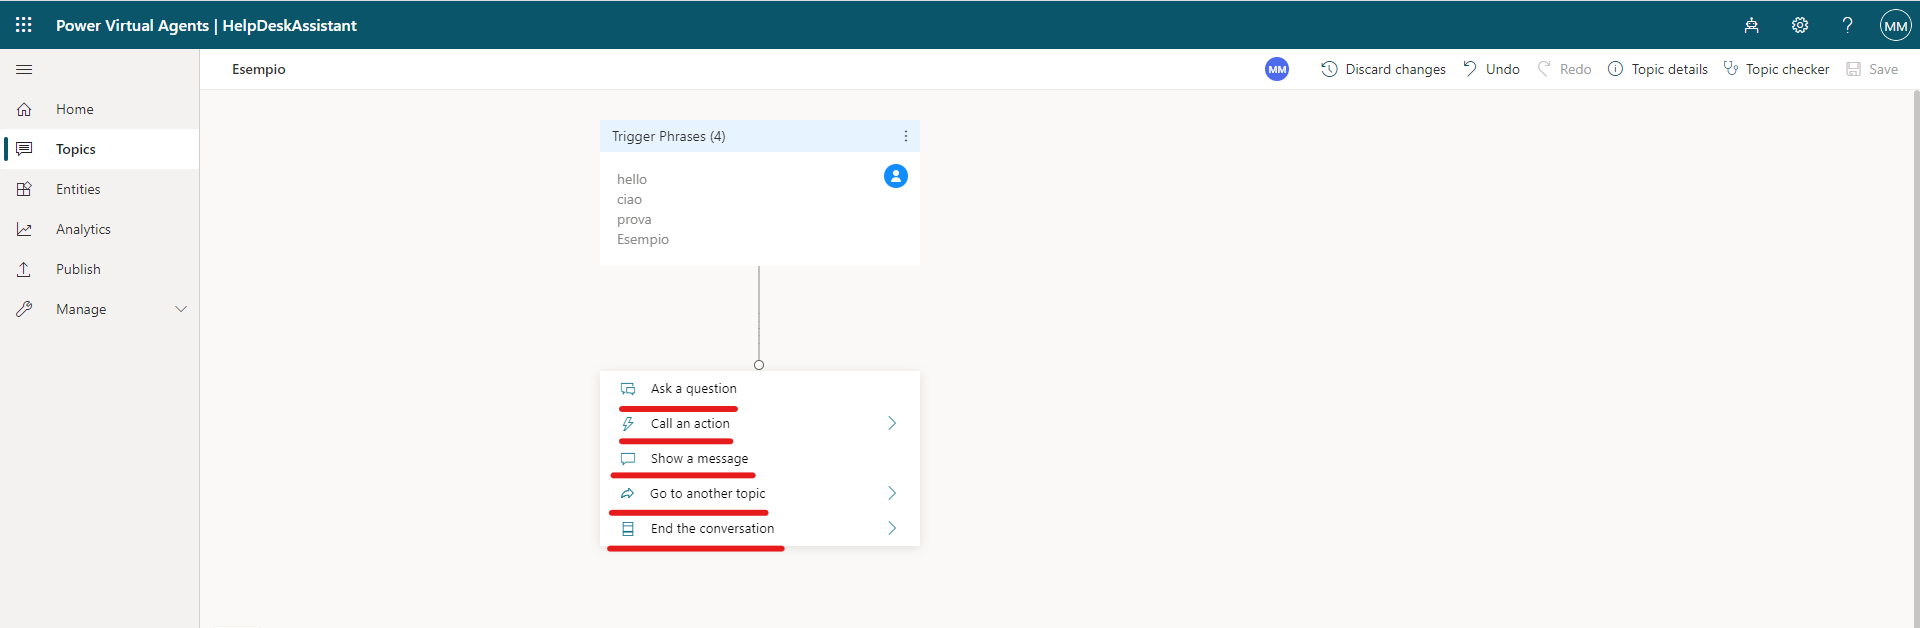 Power Virtual Agents | HelpDeskAssistant
MM
Esempio
MM
Discard changes
Undo
Redo
Topic details
Topic checker
Save
Home
Topics
Entities
Analytics
Publish
Manage
Trigger Phrases (4)
hello
ciao
prova
Esempio
Ask a question
Call an action
Show a message
Go to another topic
End the conversation